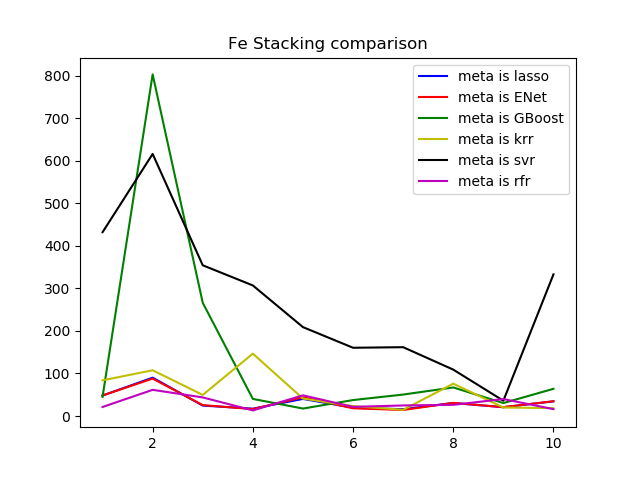 Fe Stacking comparison
800
700
600
500
400
300
200
100
0
2
4
6
8
10
meta is lasso
meta is ENet
meta is GBoost
meta is krr
meta is svr
meta is rfr